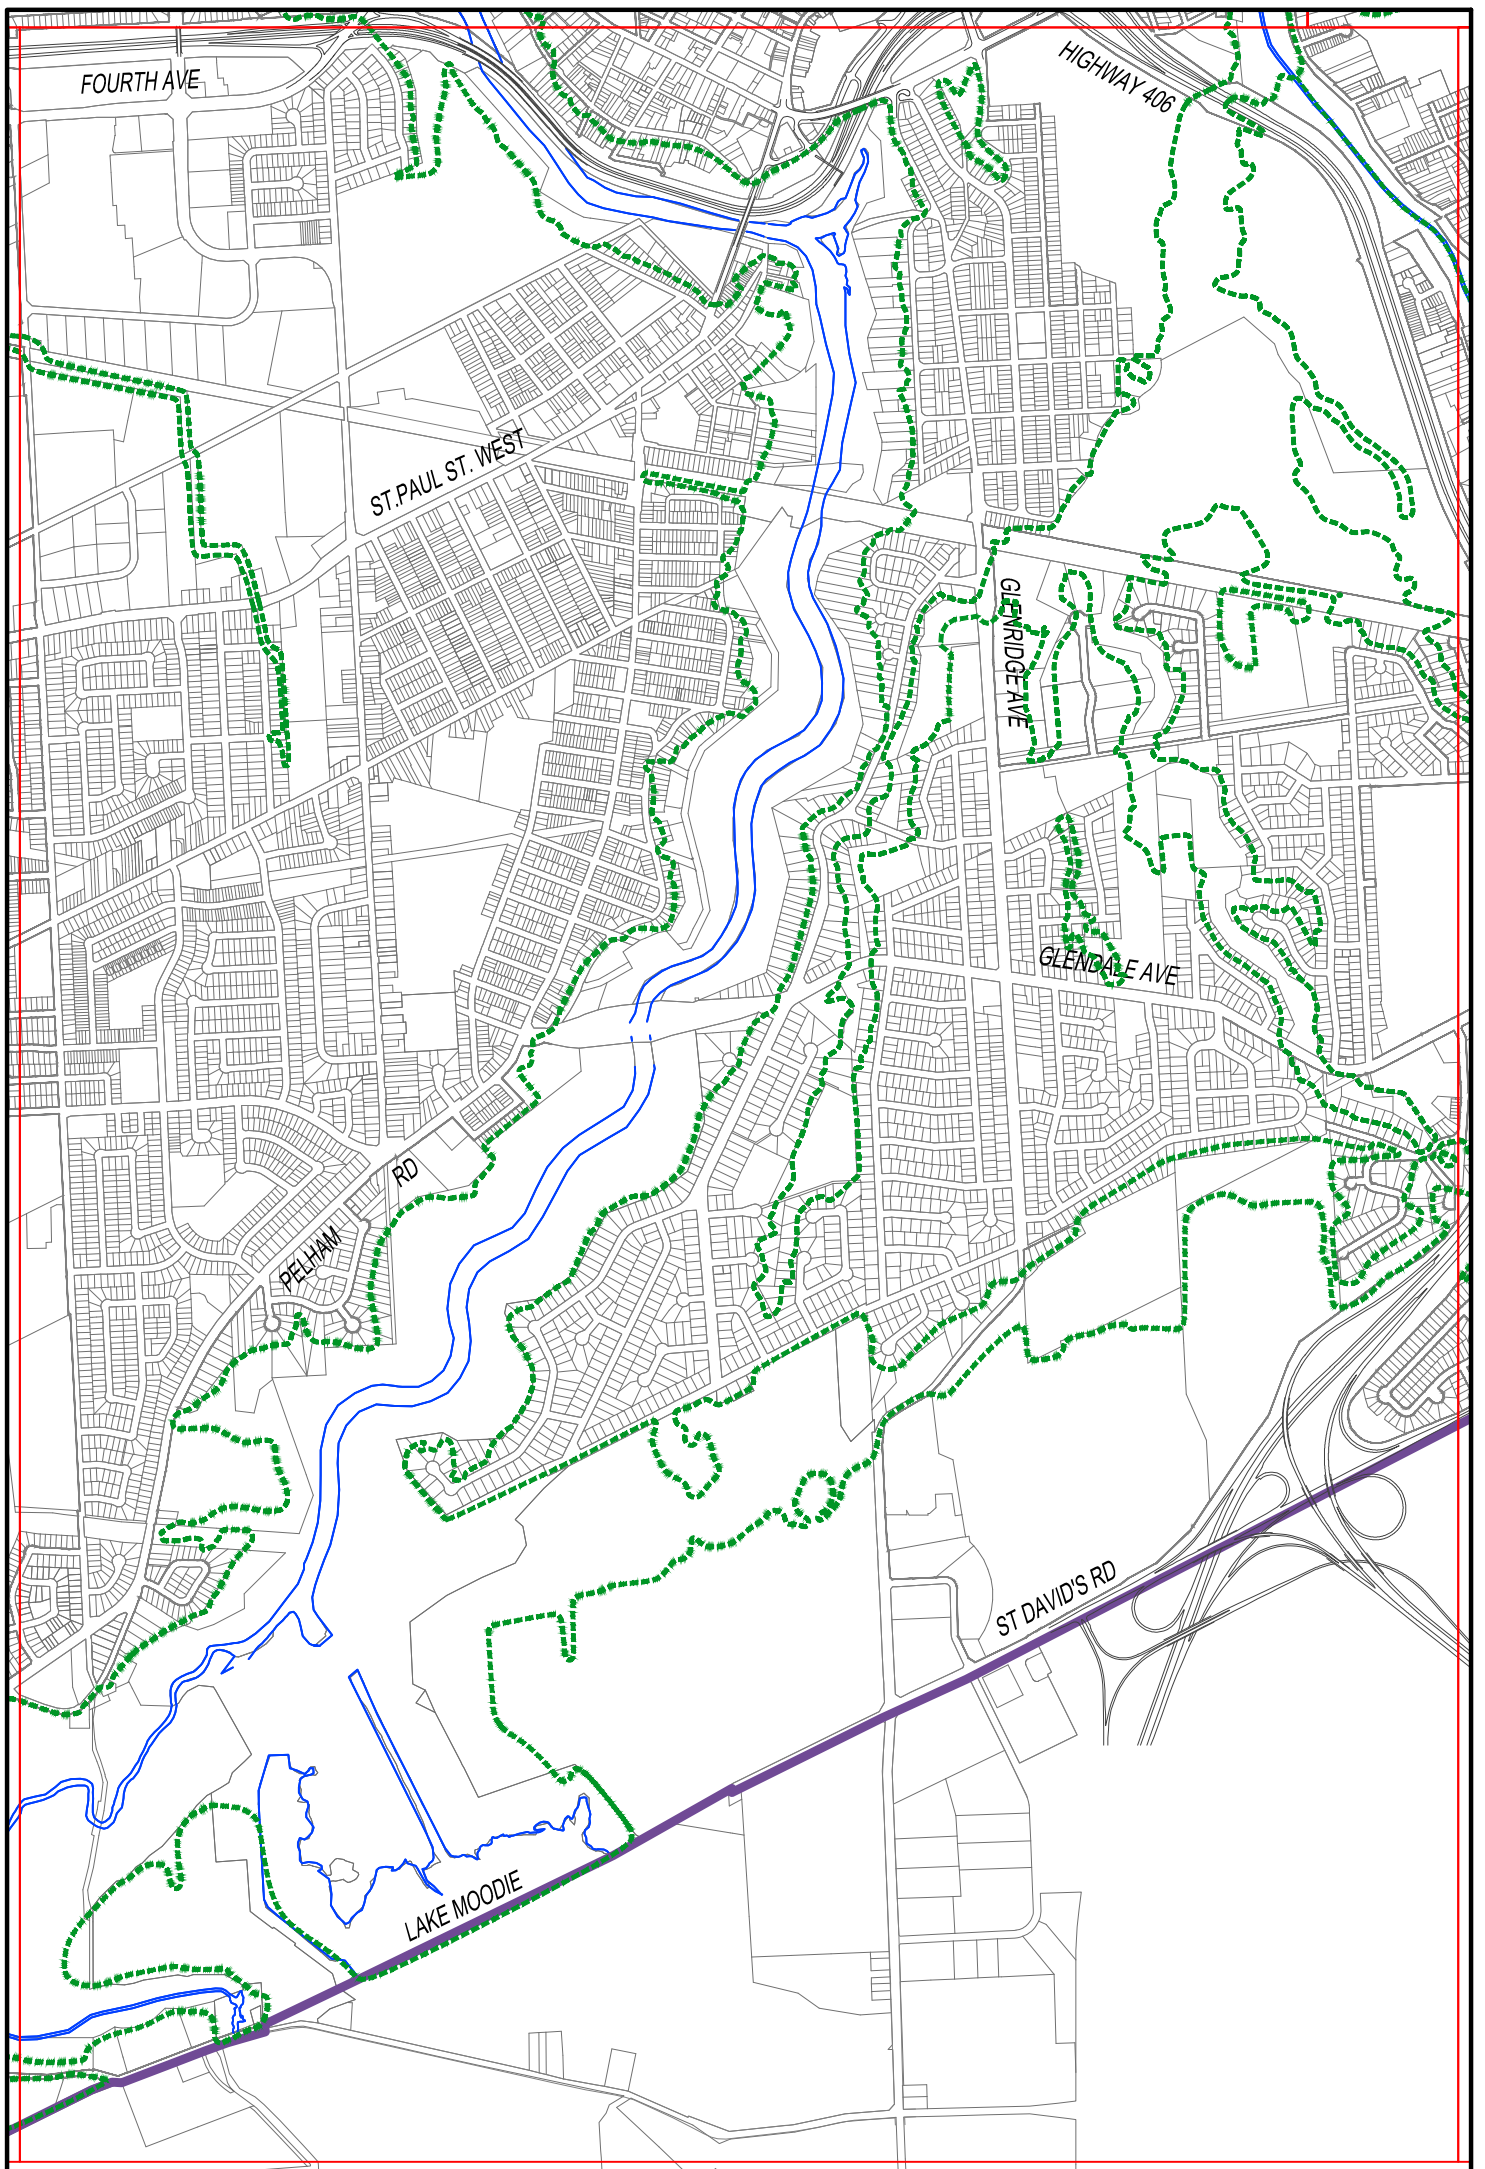 FOURTH AVE
HIGHWAY 406
ST.PAUL ST. WEST
GLENRIDGE AVE
GLENDALE AVE
PELHAM RD
ST DAVID'S RD
LAKE MOODIE